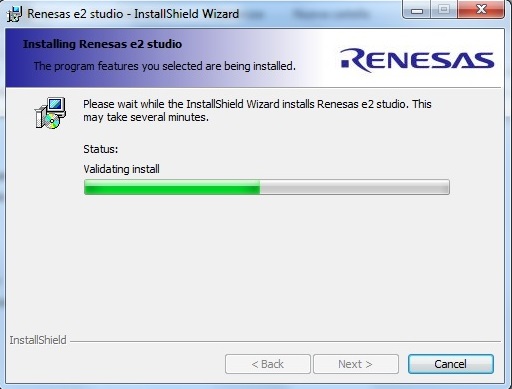 Renesas e2 studio - InstallShield Wizard
Installing Renesas e2 studio
The program features you selected are being installed.
RENESAS
Please wait while the InstallShield Wizard installs Renesas e2 studio. This
may take several minutes.
Status:
Validating install
InstallShield
< Back
Next >
Cancel